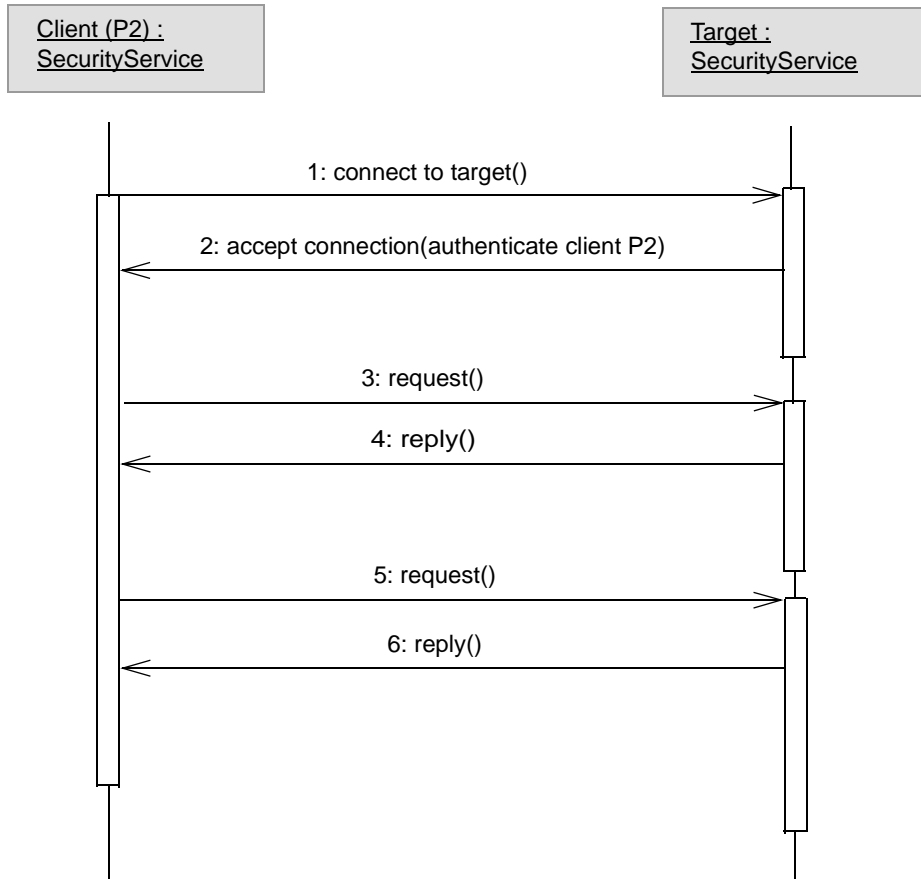 Client (P2) :
SecurityService
Target :
SecurityService
1: connect to target()
2: accept connection(authenticate client P2)
3: request()
4: reply()
5: request()
6: reply()